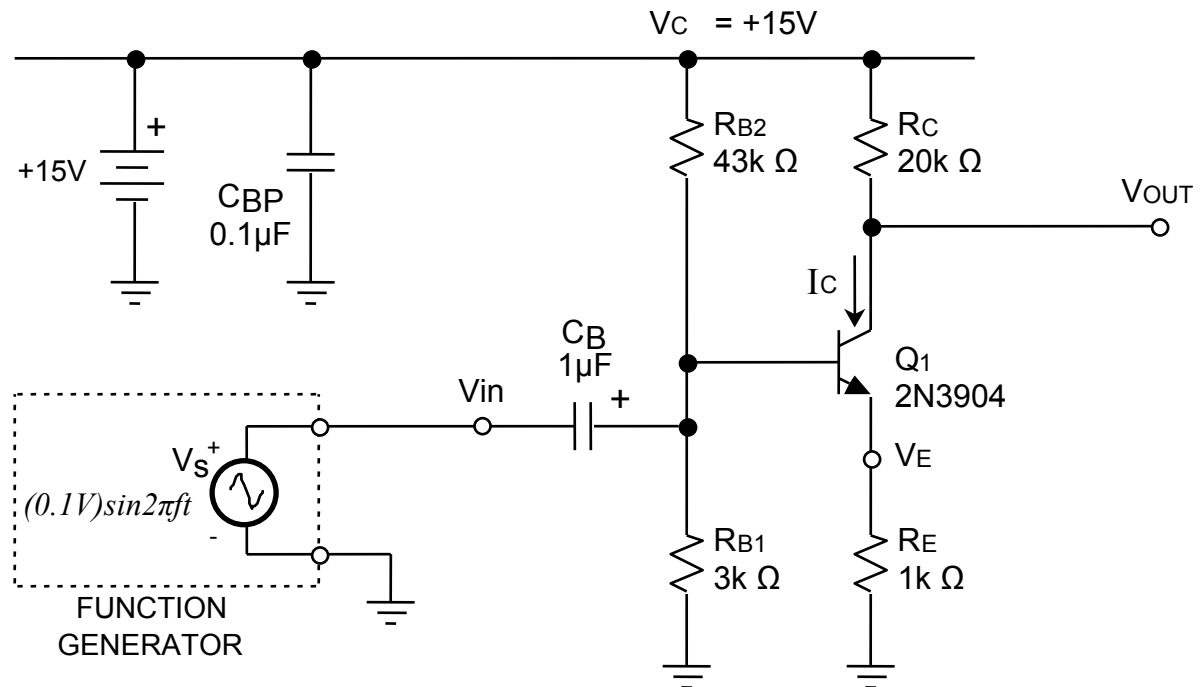 VC = +15V
RB2
43k Ω
RC
20k Ω
+
+15V
CBP
0.1µF
VOUT
IC
CB
1µF
+
Q1
2N3904
Vin
VS
+
(0.1V)sin2πft
-
VE
RB1
3k Ω
RE
1k Ω
FUNCTION
GENERATOR